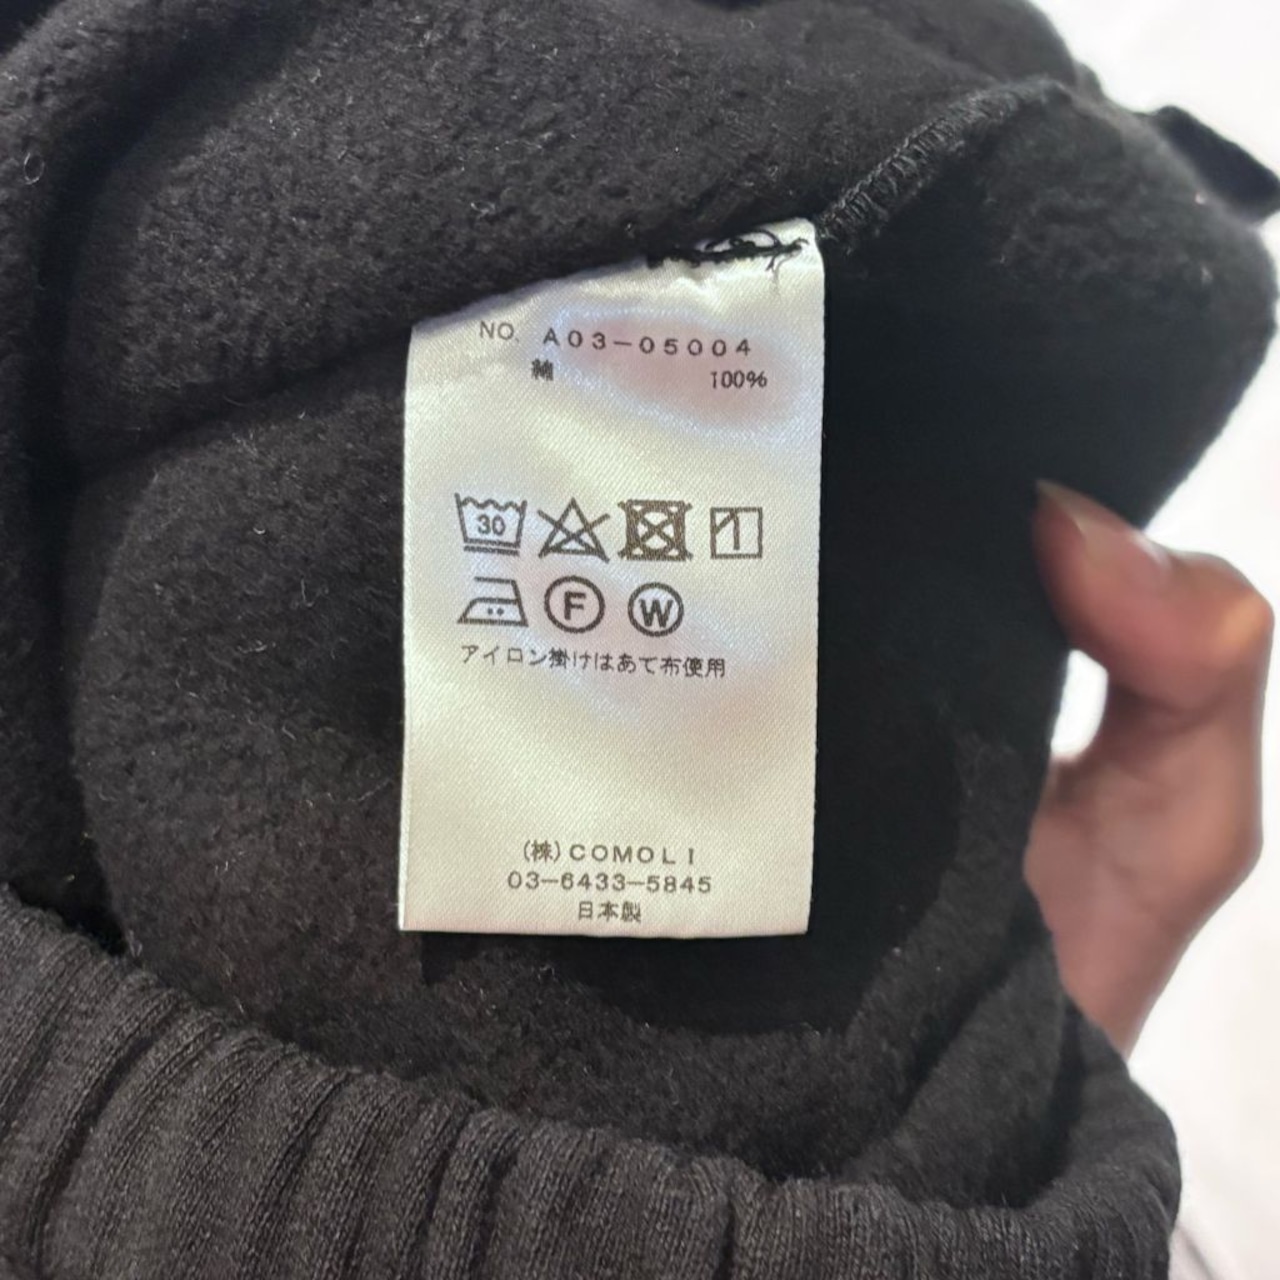 NO. A03-05004
綿 100%
30
F W
アイロン掛けはあて布使用
(株)COMOLI
03-6433-5845
日本製